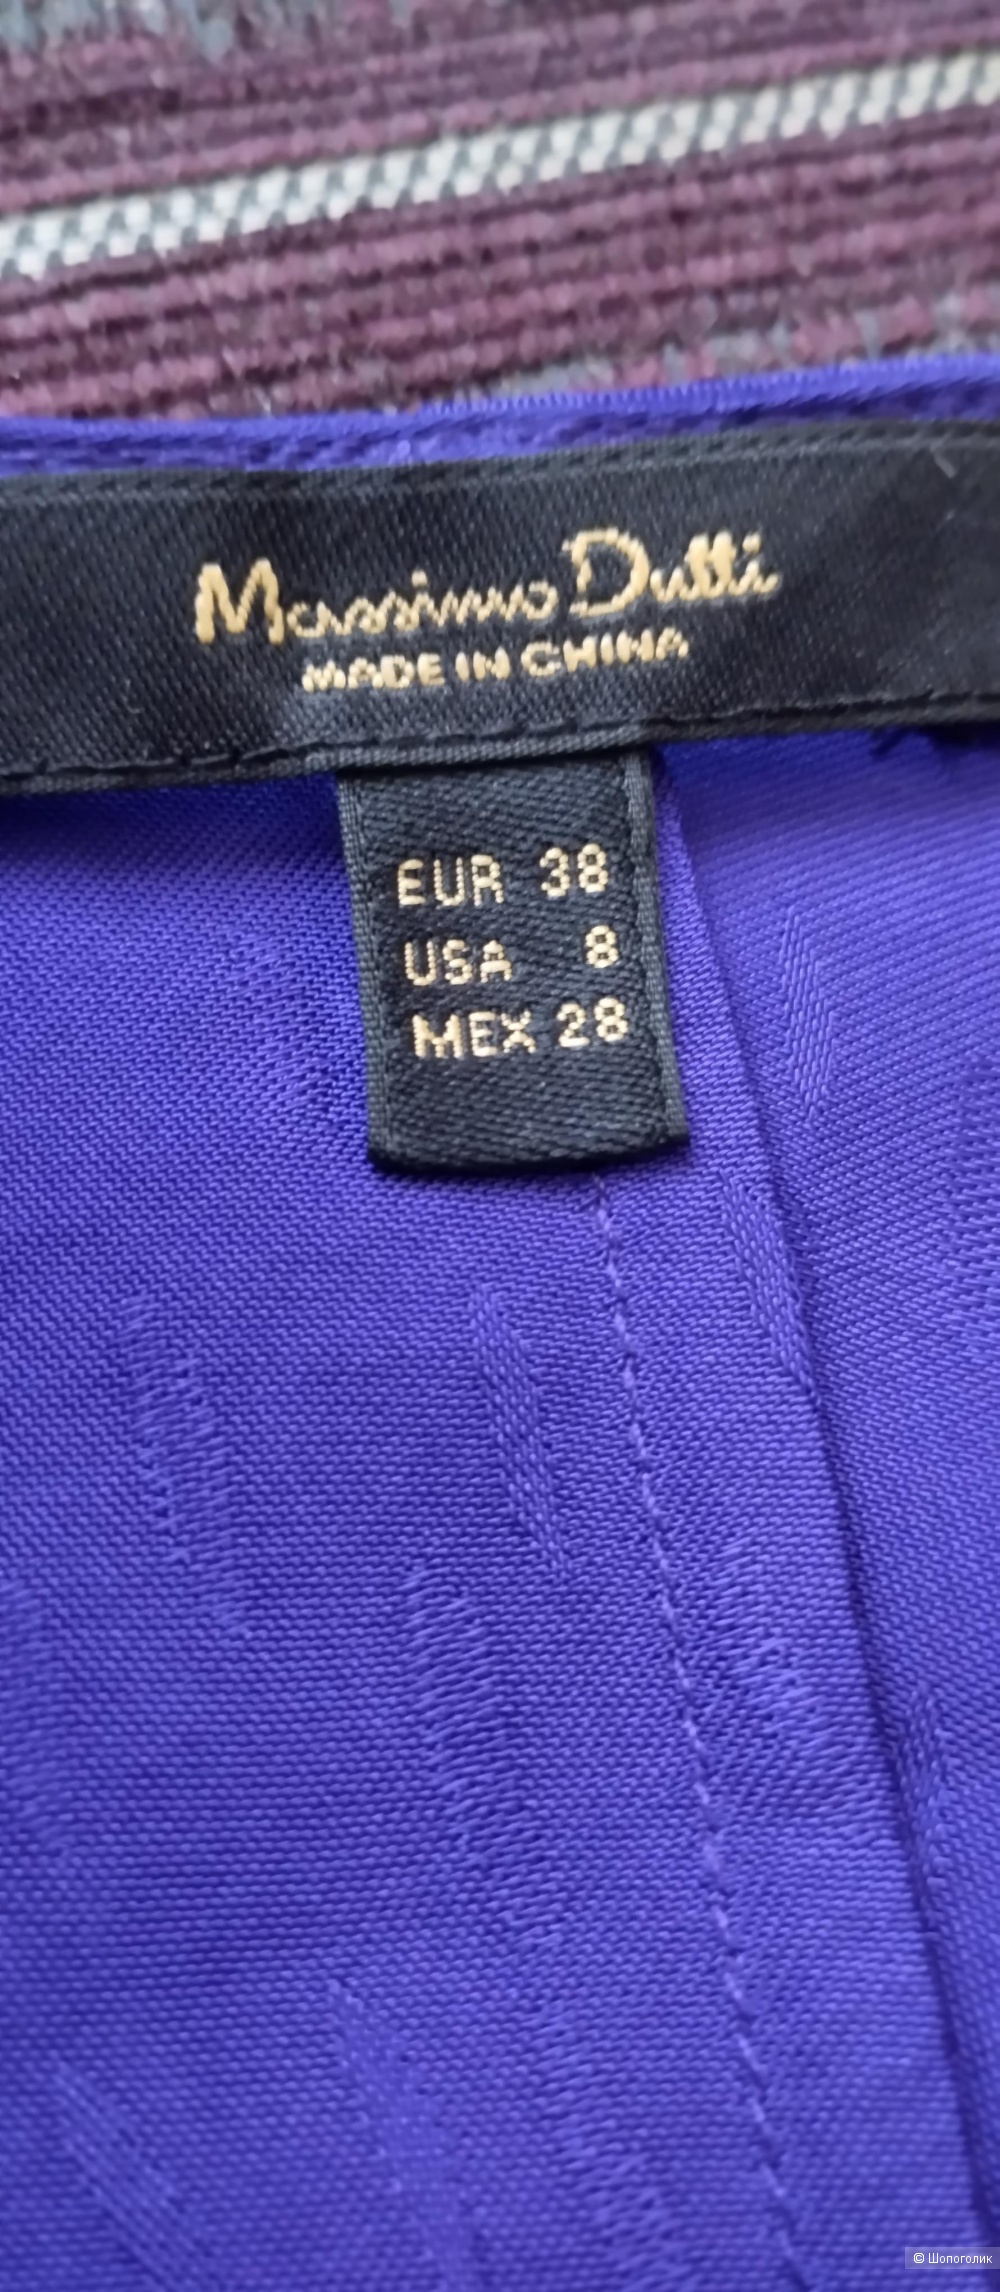 Massimo Dutti
MADE IN CHINA
EUR 38
USA 8
MEX 28
© Шопоголик